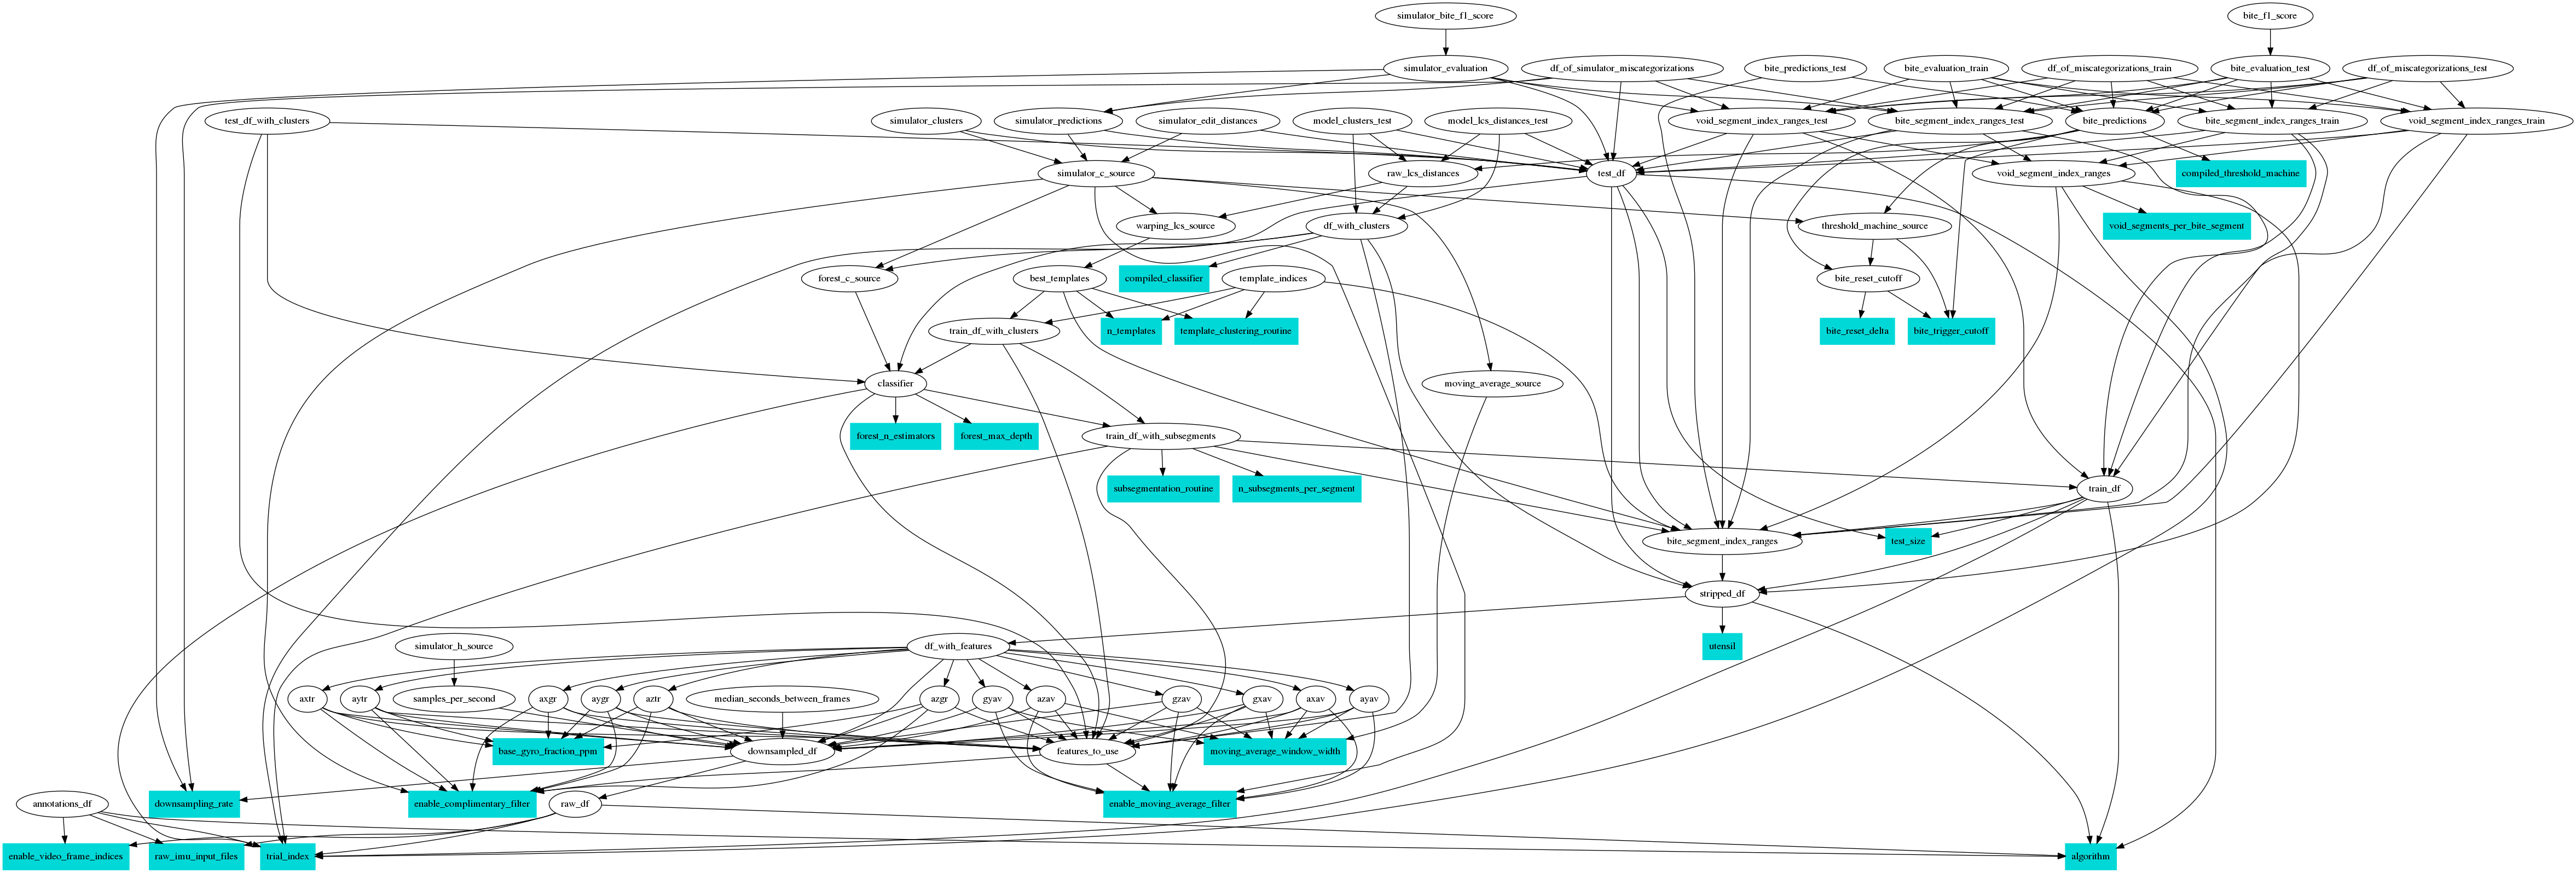 simulator_bite_f1_score
bite_f1_score
simulator_evaluation
df_of_simulator_miscategorizations
bite_predictions_test
bite_evaluation_train
df_of_miscategorizations_train
bite_evaluation_test
df_of_miscategorizations_test
test_df_with_clusters
simulator_clusters
simulator_predictions
simulator_edit_distances
model_clusters_test
model_lcs_distances_test
void_segment_index_ranges_test
bite_segment_index_ranges_test
bite_predictions
bite_segment_index_ranges_train
void_segment_index_ranges_train
simulator_c_source
raw_lcs_distances
test_df
void_segment_index_ranges
compiled_threshold_machine
warping_lcs_source
df_with_clusters
threshold_machine_source
void_segments_per_bite_segment
forest_c_source
best_templates
compiled_classifier
template_indices
bite_reset_cutoff
train_df_with_clusters
n_templates
template_clustering_routine
bite_reset_delta
bite_trigger_cutoff
classifier
moving_average_source
forest_n_estimators
forest_max_depth
train_df_with_subsegments
subsegmentation_routine
n_subsegments_per_segment
train_df
bite_segment_index_ranges
test_size
stripped_df
simulator_h_source
df_with_features
utensil
axtr
aytr
samples_per_second
axgr
aygr
aztr
median_seconds_between_frames
azgr
gyav
azav
gzav
gxav
axav
ayav
base_gyro_fraction_ppm
downsampled_df
features_to_use
moving_average_window_width
annotations_df
downsampling_rate
enable_complimentary_filter
raw_df
enable_moving_average_filter
enable_video_frame_indices
raw_imu_input_files
trial_index
algorithm